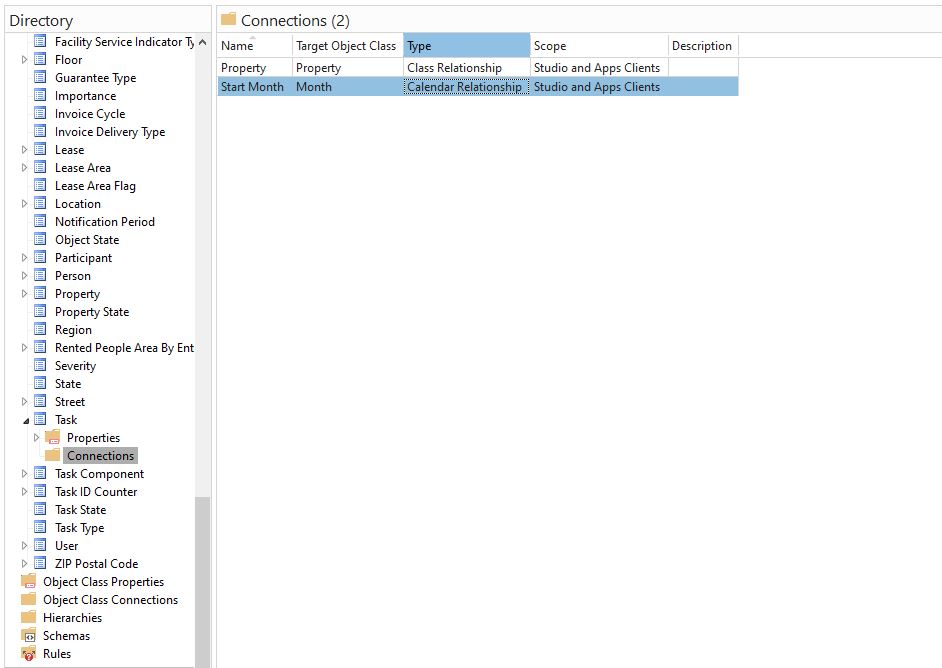 Directory
Facility Service Indicator Ty
Floor
Guarantee Type
Importance
Invoice Cycle
Invoice Delivery Type
Lease
Lease Area
Lease Area Flag
Location
Notification Period
Object State
Participant
Person
Property
Property State
Region
Rented People Area By Ent
Severity
State
Street
Task
Properties
Connections
Task Component
Task ID Counter
Task State
Task Type
User
ZIP Postal Code
Object Class Properties
Object Class Connections
Hierarchies
Schemas
Rules
Connections (2)
Name Target Object Class Type Scope Description
Property Property Class Relationship Studio and Apps Clients
Start Month Month Calendar Relationship Studio and Apps Clients